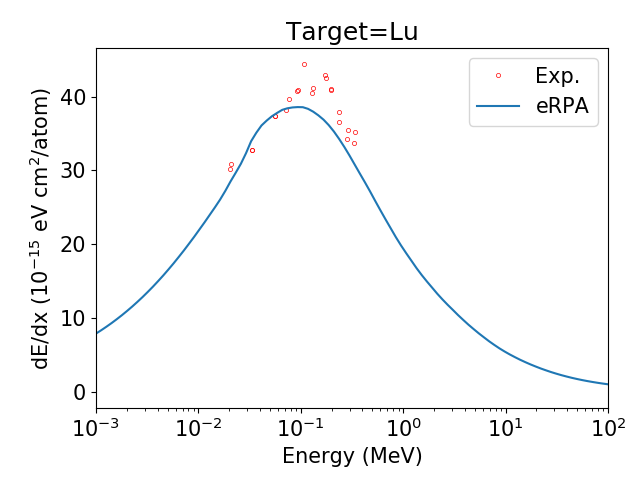 Target=Lu
Exp.
eRPA
dE/dx (10⁻¹⁵ eV cm²/atom)
40
30
20
10
0
10⁻³ 10⁻² 10⁻¹ 10⁰ 10¹ 10²
Energy (MeV)